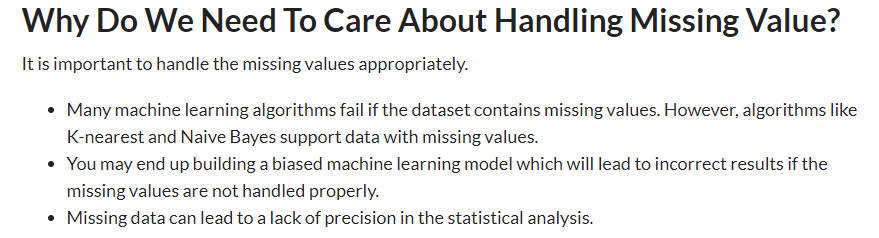 Why Do We Need To Care About Handling Missing Value?
It is important to handle the missing values appropriately.
• Many machine learning algorithms fail if the dataset contains missing values. However, algorithms like
K-nearest and Naive Bayes support data with missing values.
• You may end up building a biased machine learning model which will lead to incorrect results if the
missing values are not handled properly.
• Missing data can lead to a lack of precision in the statistical analysis.